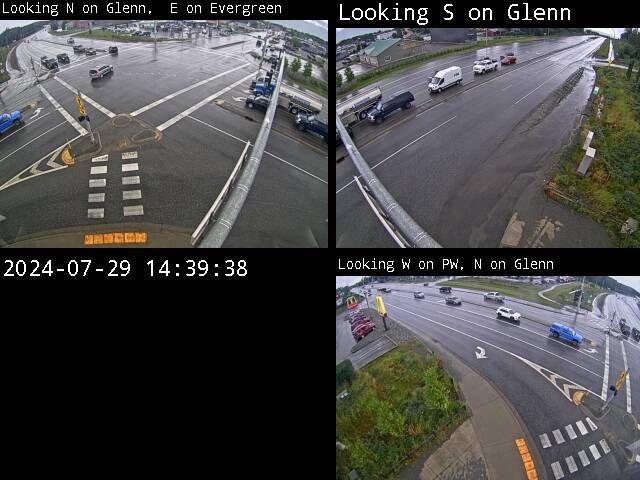 Looking N on Glenn,  E on Evergreen
Looking S on Glenn
2024-07-29 14:39:38
Looking W on PW, N on Glenn